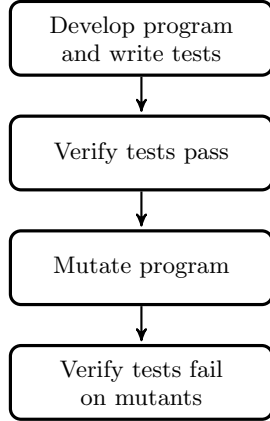 Develop program
and write tests
Verify tests pass
Mutate program
Verify tests fail
on mutants